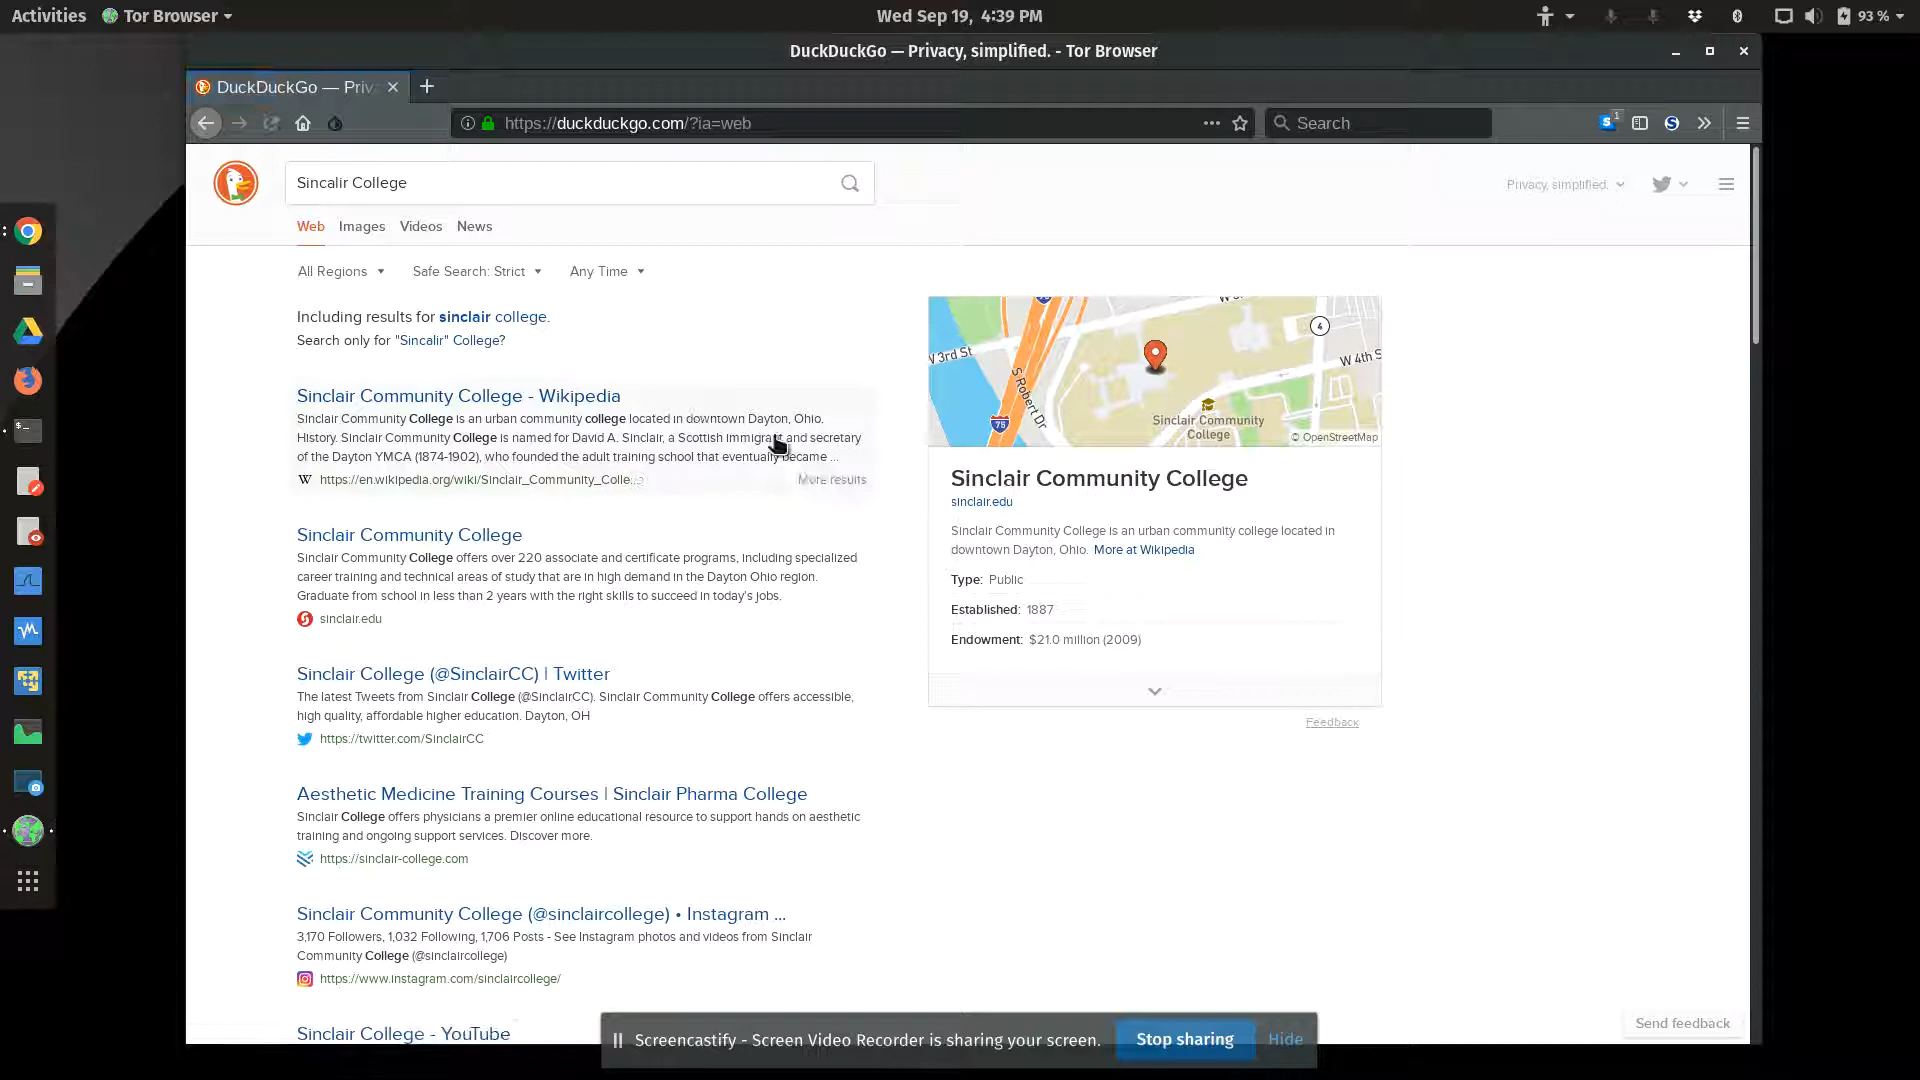 Activities Tor Browser Wed Sep 19, 4:39 PM 93 %
DuckDuckGo — Privacy, simplified. - Tor Browser
DuckDuckGo — Priv
https://duckduckgo.com/?ia=web Search 1
Sincalir College
Privacy, simplified.
Web Images Videos News
All Regions Safe Search: Strict Any Time
Including results for sinclair college.
Search only for "Sincalir" College?
Sinclair Community College - Wikipedia
Sinclair Community College is an urban community college located in downtown Dayton, Ohio.
History. Sinclair Community College is named for David A. Sinclair, a Scottish immigrant and secretary
of the Dayton YMCA (1874-1902), who founded the adult training school that eventually became ...
https://en.wikipedia.org/wiki/Sinclair_Community_Colle... More results
Sinclair Community College
Sinclair Community College offers over 220 associate and certificate programs, including specialized
career training and technical areas of study that are in high demand in the Dayton Ohio region.
Graduate from school in less than 2 years with the right skills to succeed in today's jobs.
sinclair.edu
Sinclair College (@SinclairCC) | Twitter
The latest Tweets from Sinclair College (@SinclairCC). Sinclair Community College offers accessible,
high quality, affordable higher education. Dayton, OH
https://twitter.com/SinclairCC
Aesthetic Medicine Training Courses | Sinclair Pharma College
Sinclair College offers physicians a premier online educational resource to support hands on aesthetic
training and ongoing support services. Discover more.
https://sinclair-college.com
Sinclair Community College (@sinclaircollege) • Instagram ...
3,170 Followers, 1,032 Following, 1,706 Posts - See Instagram photos and videos from Sinclair
Community College (@sinclaircollege)
https://www.instagram.com/sinclaircollege/
Sinclair College - YouTube
W 3rd St
S Robert Dr
75
4
W 4th S
Sinclair Community
College
© OpenStreetMap
Sinclair Community College
sinclair.edu
Sinclair Community College is an urban community college located in
downtown Dayton, Ohio. More at Wikipedia
Type: Public
Established: 1887
Endowment: $21.0 million (2009)
Feedback
Send feedback
Screencastify - Screen Video Recorder is sharing your screen. Stop sharing Hide